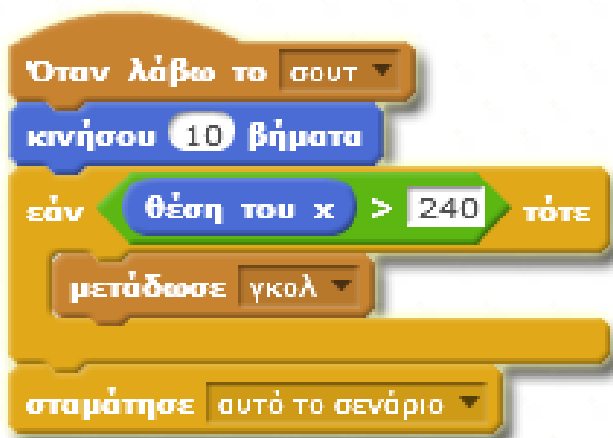 Όταν λάβω το σουτ
κινήσου 10 βήματα
εάν θέση του x > 240 τότε
μετάδωσε γκολ
σταμάτησε αυτό το σενάριο